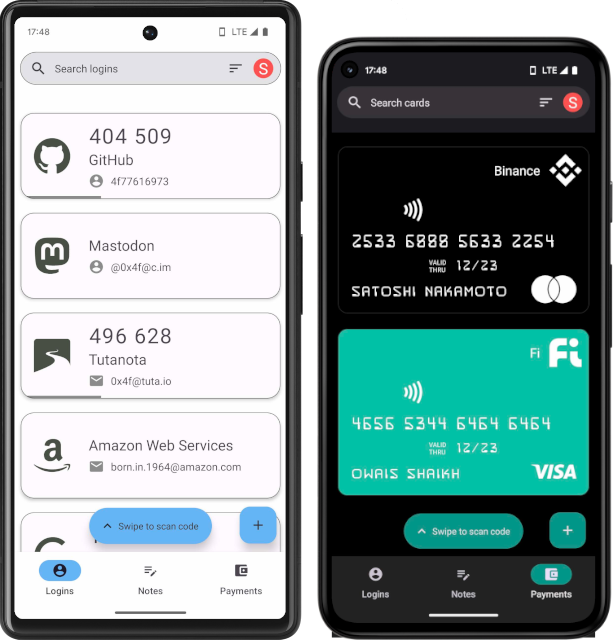 17:48
LTE
Search logins
S
404 509
GitHub
4f77616973
Mastodon
@0x4f@c.im
496 628
Tutanota
0x4f@tuta.io
Amazon Web Services
born.in.1964@amazon.com
Swipe to scan code
+
Logins
Notes
Payments
17:48
LTE
Search cards
S
Binance
2533 6888 5633 2254
VALID
THRU
12/23
SATOSHI NAKAMOTO
Fi
Fi
4656 5344 6464 6464
VALID
THRU
12/23
OWAIS SHAIKH
VISA
Swipe to scan code
+
Logins
Notes
Payments